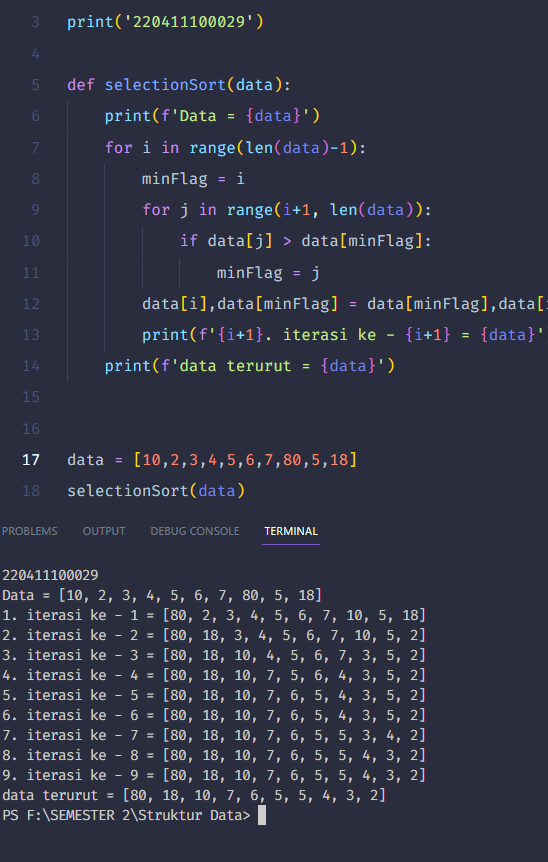 3 print('220411100029')
4
5 def selectionSort(data):
6     print(f'Data = {data}')
7     for i in range(len(data)-1):
8         minFlag = i
9         for j in range(i+1, len(data)):
10             if data[j] > data[minFlag]:
11                 minFlag = j
12         data[i],data[minFlag] = data[minFlag],data[i
13         print(f'{i+1}. iterasi ke - {i+1} = {data}'
14     print(f'data terurut = {data}')
15
16
17 data = [10,2,3,4,5,6,7,80,5,18]
18 selectionSort(data)
PROBLEMS OUTPUT DEBUG CONSOLE TERMINAL
220411100029
Data = [10, 2, 3, 4, 5, 6, 7, 80, 5, 18]
1. iterasi ke - 1 = [80, 2, 3, 4, 5, 6, 7, 10, 5, 18]
2. iterasi ke - 2 = [80, 18, 3, 4, 5, 6, 7, 10, 5, 2]
3. iterasi ke - 3 = [80, 18, 10, 4, 5, 6, 7, 3, 5, 2]
4. iterasi ke - 4 = [80, 18, 10, 7, 5, 6, 4, 3, 5, 2]
5. iterasi ke - 5 = [80, 18, 10, 7, 6, 5, 4, 3, 5, 2]
6. iterasi ke - 6 = [80, 18, 10, 7, 6, 5, 4, 3, 5, 2]
7. iterasi ke - 7 = [80, 18, 10, 7, 6, 5, 5, 3, 4, 2]
8. iterasi ke - 8 = [80, 18, 10, 7, 6, 5, 5, 4, 3, 2]
9. iterasi ke - 9 = [80, 18, 10, 7, 6, 5, 5, 4, 3, 2]
data terurut = [80, 18, 10, 7, 6, 5, 5, 4, 3, 2]
PS F:\SEMESTER 2\Struktur Data>